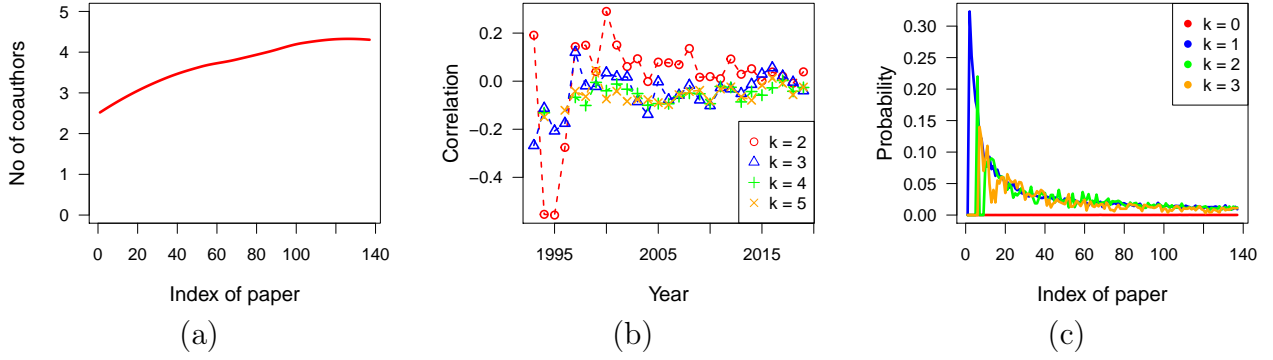 No of coauthors
5
4
3
2
1
0
0 20 40 60 80 100 140
Index of paper
(a)
Correlation
0.2
0.0
−0.2
−0.4
k = 2
k = 3
k = 4
k = 5
1995 2005 2015
Year
(b)
Probability
0.30
0.25
0.20
0.15
0.10
0.05
0.00
k = 0
k = 1
k = 2
k = 3
0 20 40 60 80 100 140
Index of paper
(c)